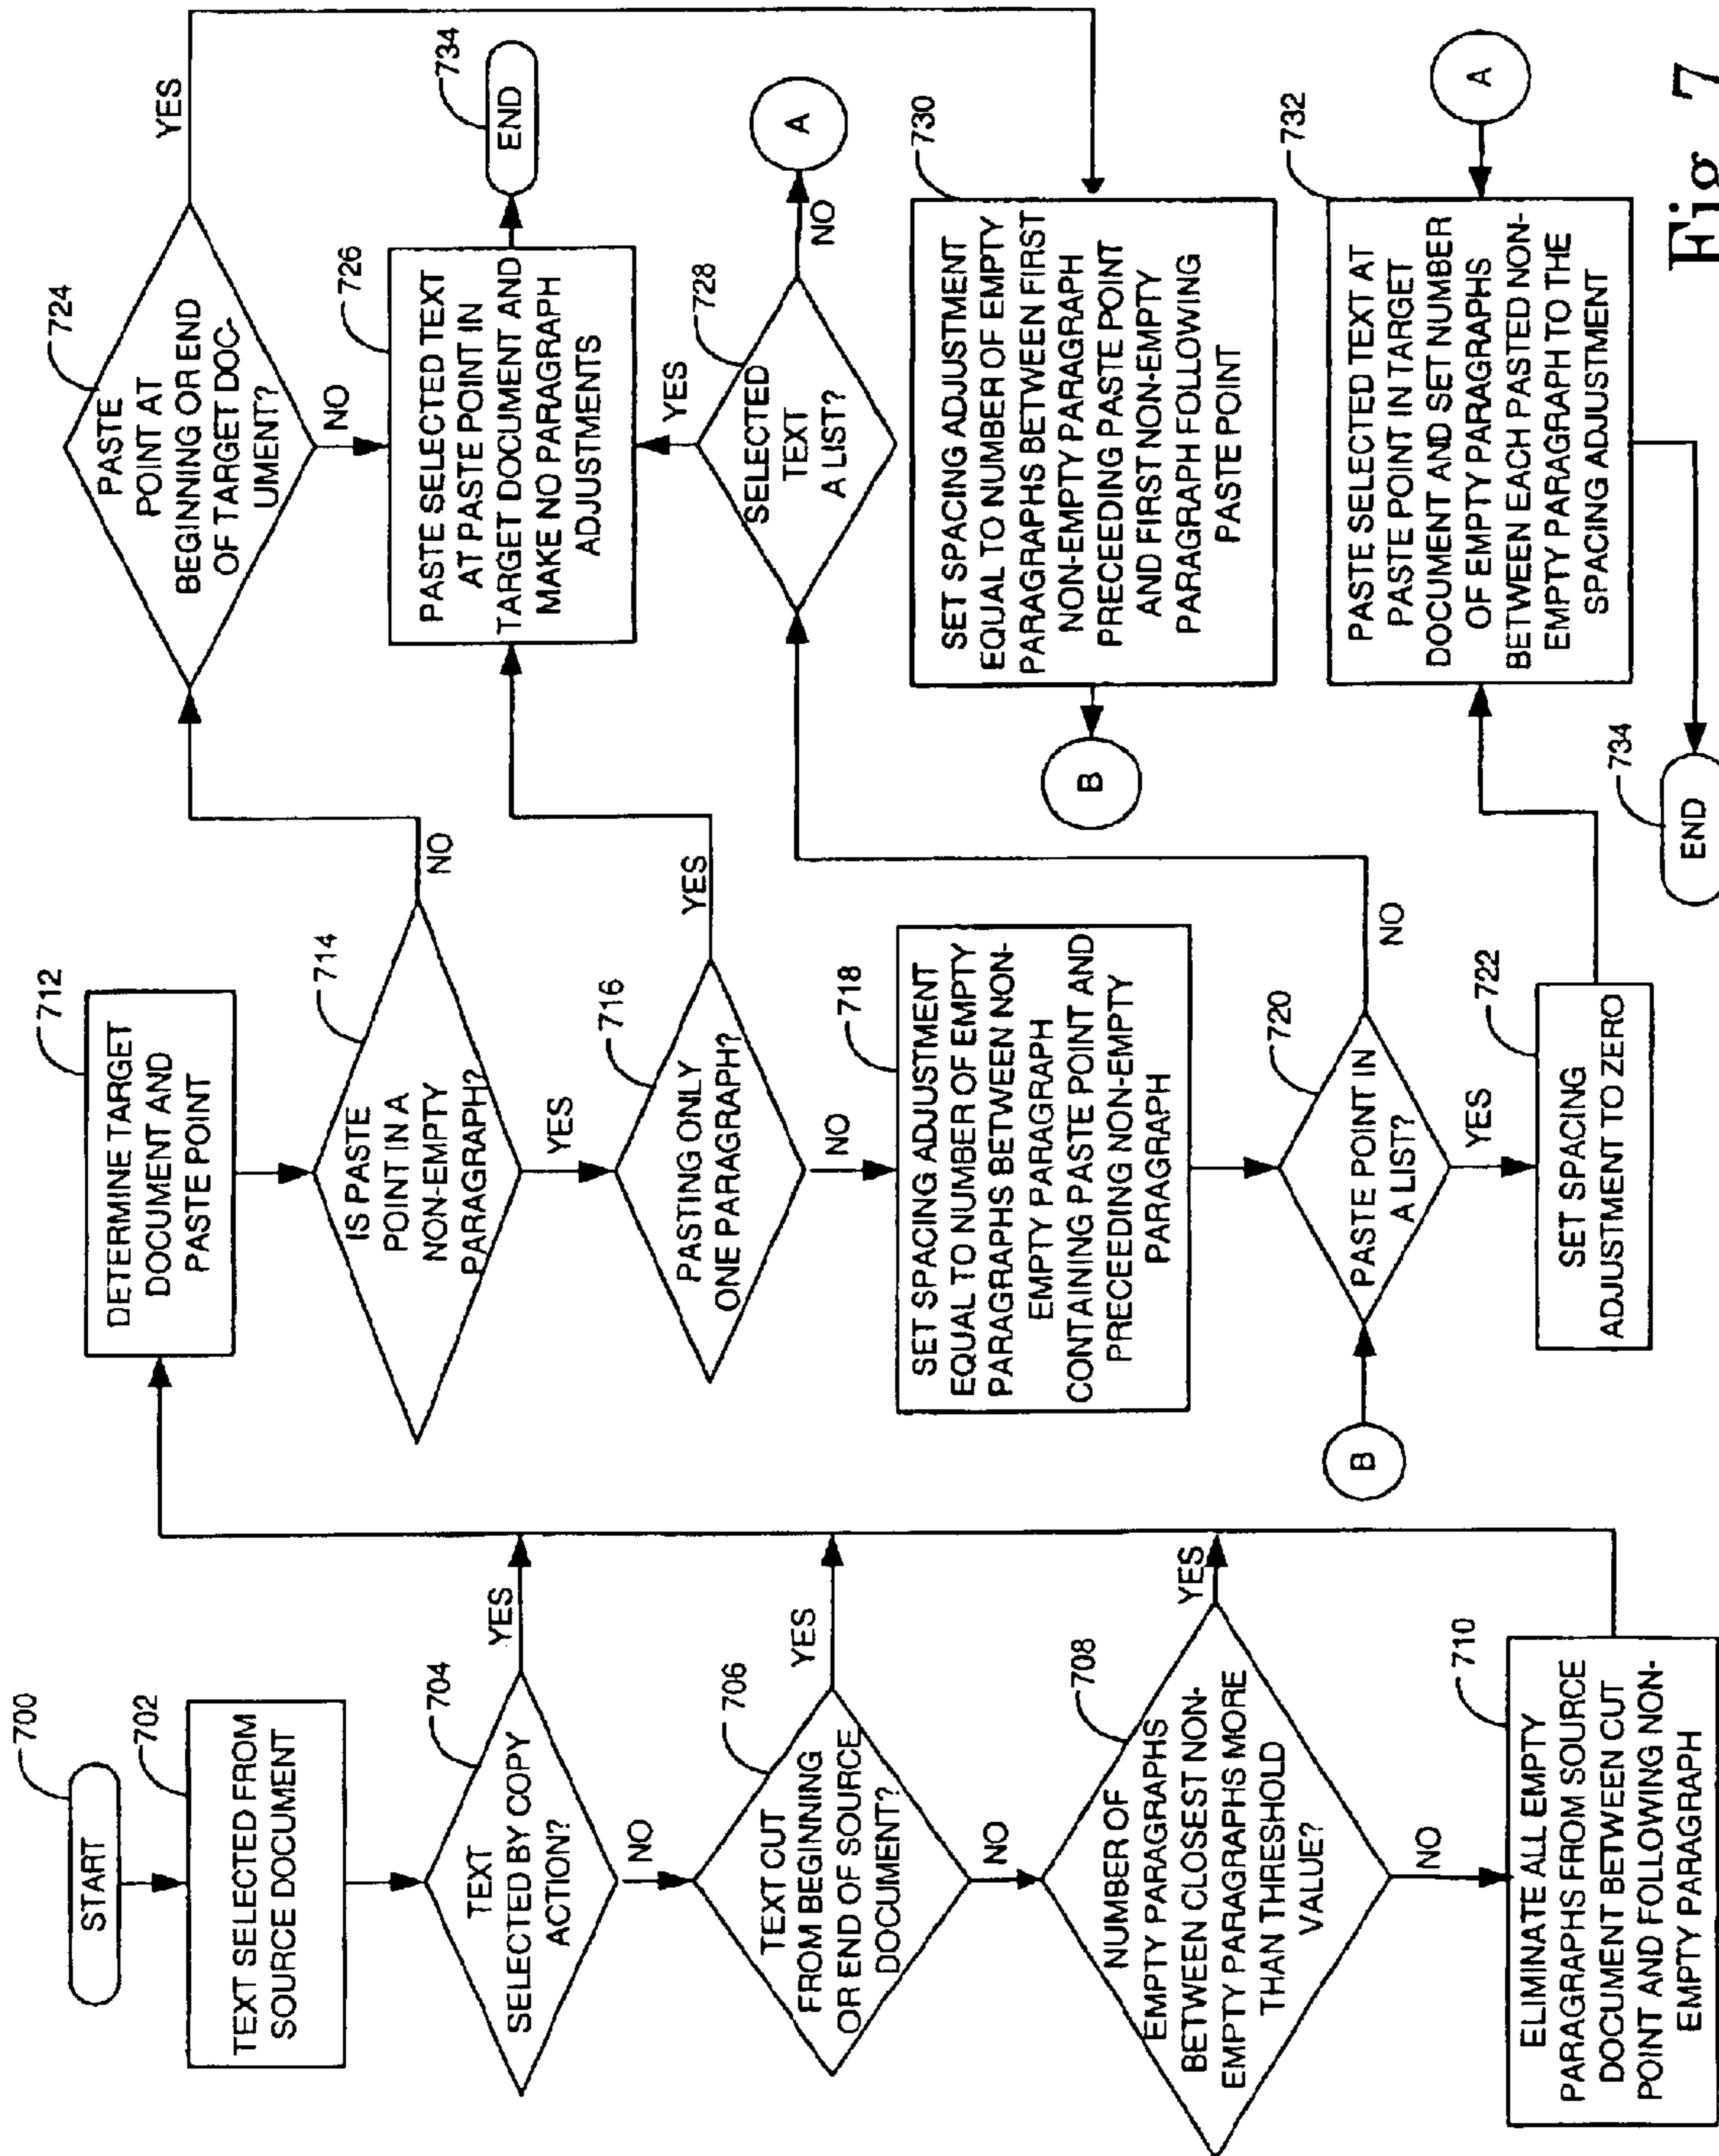 700
START
702
TEXT SELECTED FROM
SOURCE DOCUMENT
704
TEXT
SELECTED BY COPY
ACTION?
YES
NO
706
TEXT CUT
FROM BEGINNING
OR END OF SOURCE
DOCUMENT?
YES
NO
708
NUMBER OF
EMPTY PARAGRAPHS
BETWEEN CLOSEST NON-
EMPTY PARAGRAPHS MORE
THAN THRESHOLD
VALUE?
YES
NO
710
ELIMINATE ALL EMPTY
PARAGRAPHS FROM SOURCE
DOCUMENT BETWEEN CUT
POINT AND FOLLOWING NON-
EMPTY PARAGRAPH
712
DETERMINE TARGET
DOCUMENT AND
PASTE POINT
714
IS PASTE
POINT IN A
NON-EMPTY
PARAGRAPH?
NO
YES
716
PASTING ONLY
ONE PARAGRAPH?
YES
NO
718
SET SPACING ADJUSTMENT
EQUAL TO NUMBER OF EMPTY
PARAGRAPHS BETWEEN NON-
EMPTY PARAGRAPH
CONTAINING PASTE POINT AND
PRECEEDING NON-EMPTY
PARAGRAPH
B
720
PASTE POINT IN
A LIST?
NO
YES
722
SET SPACING
ADJUSTMENT TO ZERO
724
PASTE
POINT AT
BEGINNING OR END
OF TARGET DOC-
UMENT?
YES
NO
726
PASTE SELECTED TEXT
AT PASTE POINT IN
TARGET DOCUMENT AND
MAKE NO PARAGRAPH
ADJUSTMENTS
734
END
YES
728
SELECTED
TEXT
A LIST?
NO
A
730
SET SPACING ADJUSTMENT
EQUAL TO NUMBER OF EMPTY
PARAGRAPHS BETWEEN FIRST
NON-EMPTY PARAGRAPH
PRECEEDING PASTE POINT
AND FIRST NON-EMPTY
PARAGRAPH FOLLOWING
PASTE POINT
B
732
PASTE SELECTED TEXT AT
PASTE POINT IN TARGET
DOCUMENT AND SET NUMBER
OF EMPTY PARAGRAPHS
BETWEEN EACH PASTED NON-
EMPTY PARAGRAPH TO THE
SPACING ADJUSTMENT
A
734
END
Fig. 7